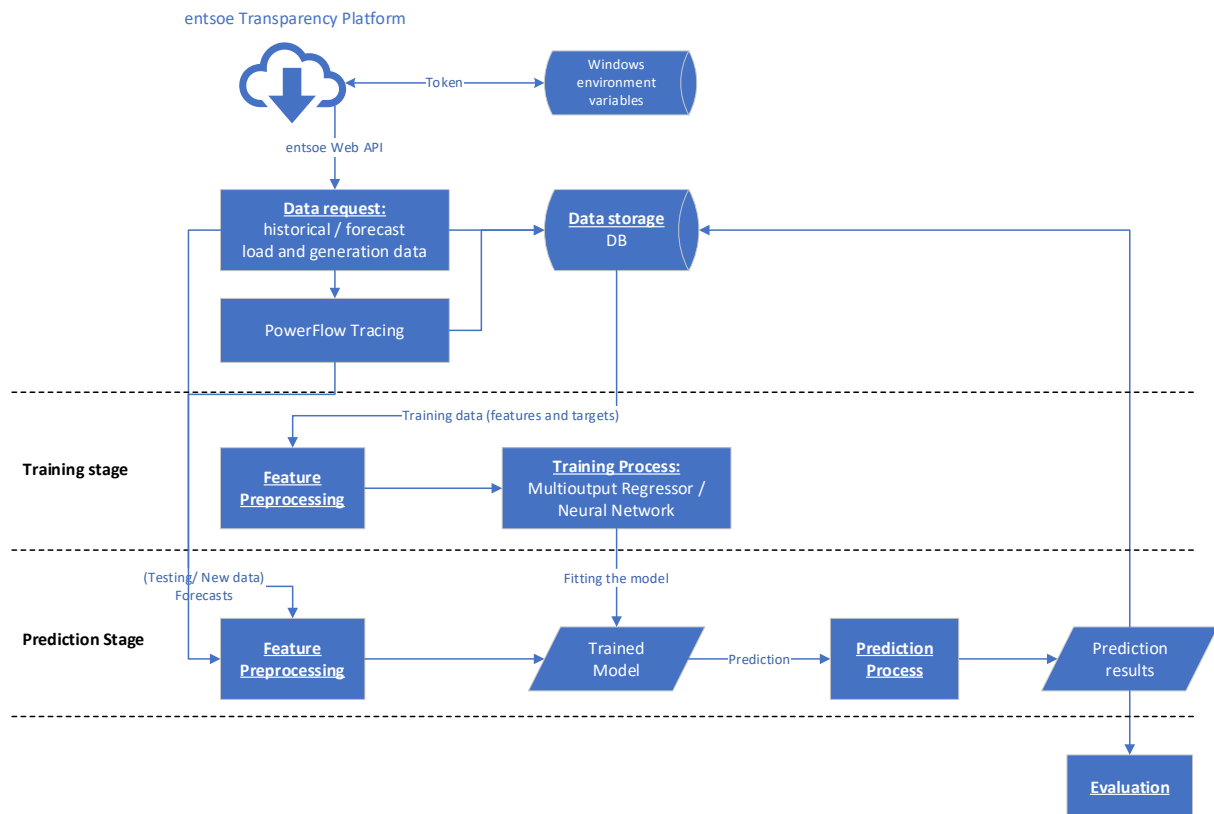 entsoe Transparency Platform
Token
Windows
environment
variables
entsoe Web API
Data request:
historical / forecast
load and generation data
Data storage
DB
PowerFlow Tracing
Training data (features and targets)
Training stage
Feature
Preprocessing
Training Process:
Multioutput Regressor /
Neural Network
(Testing/ New data)
Forecasts
Fitting the model
Prediction Stage
Feature
Preprocessing
Trained
Model
Prediction
Prediction
Process
Prediction
results
Evaluation